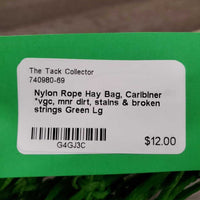 The Tack Collector
740980-69
Nylon Rope Hay Bag, Caribiner
*vgc, mnr dirt, stains & broken
strings Green Lg
G4GJ3C
$12.00